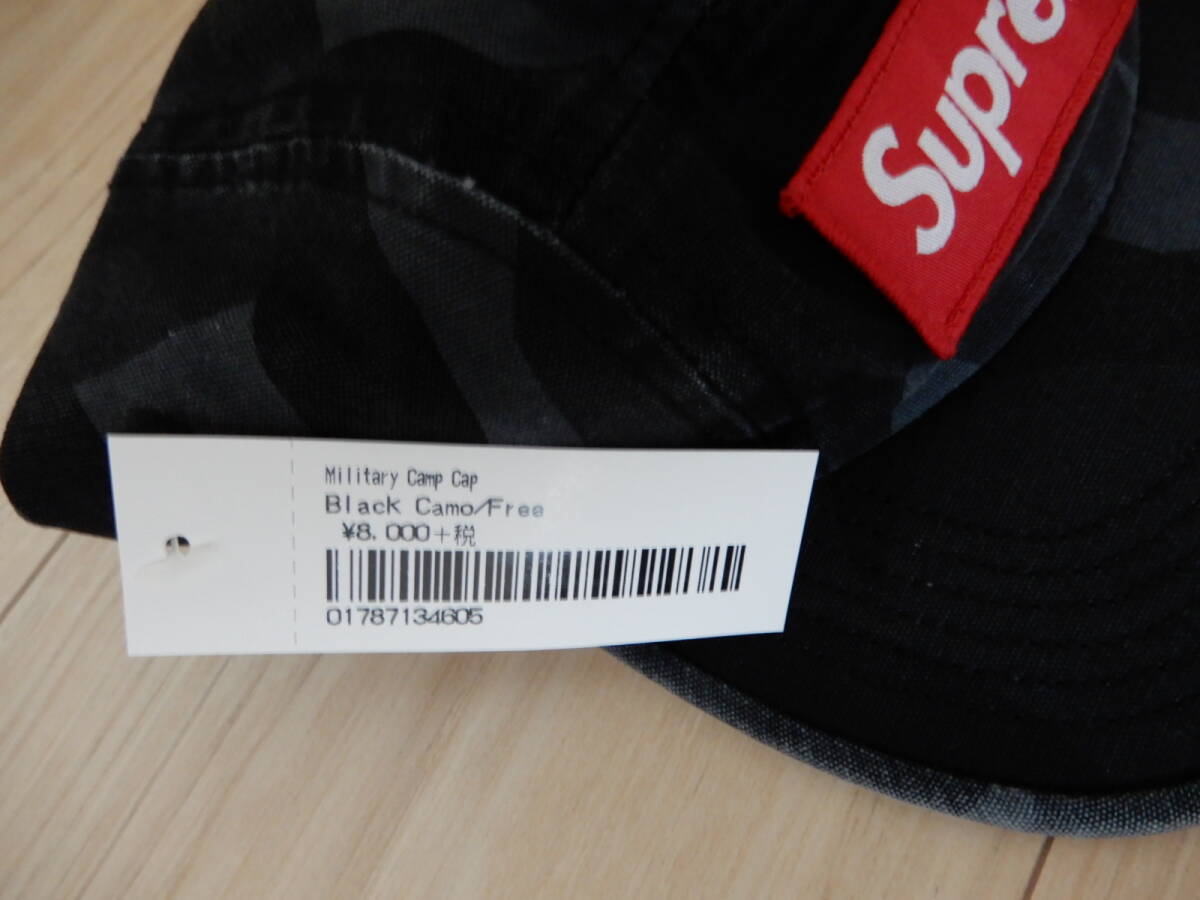 Supre
Military Camp Cap
Black Camo/Free
¥8,000+税
01787134605